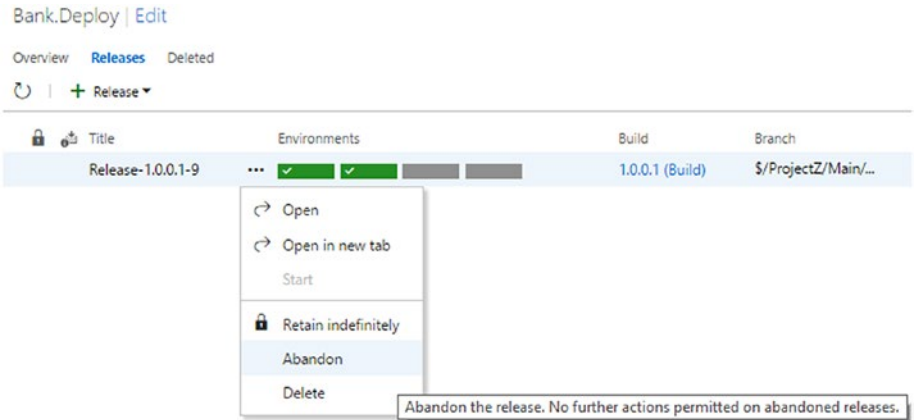 Bank.Deploy | Edit
Overview Releases Deleted
Release
Title Environments Build Branch
Release-1.0.0.1-9 ... 1.0.0.1 (Build) $/ProjectZ/Main/...
Open
Open in new tab
Start
Retain indefinitely
Abandon
Delete
Abandon the release. No further actions permitted on abandoned releases.